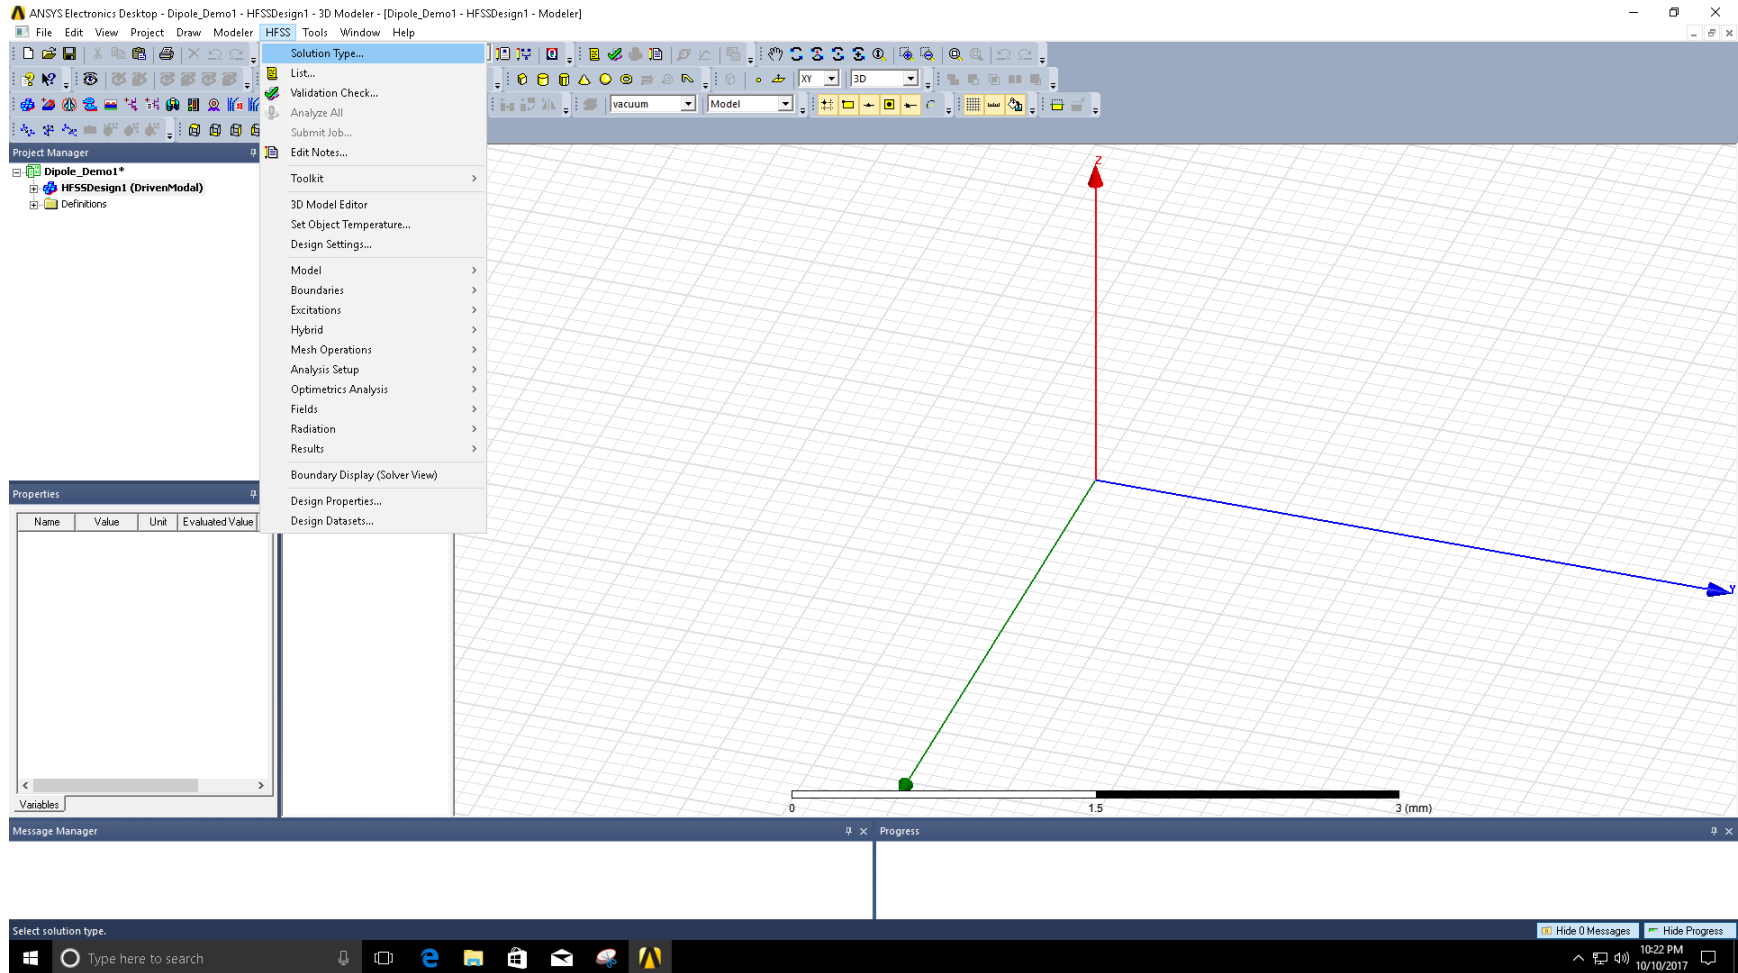 ANSYS Electronics Desktop - Dipole_Demo1 - HFSSDesign1 - 3D Modeler - [Dipole_Demo1 - HFSSDesign1 - Modeler]
File Edit View Project Draw Modeler HFSS Tools Window Help
Solution Type...
List...
Validation Check...
Analyze All
Submit Job...
Edit Notes...
Toolkit
3D Model Editor
Set Object Temperature...
Design Settings...
Model
Boundaries
Excitations
Hybrid
Mesh Operations
Analysis Setup
Optimetrics Analysis
Fields
Radiation
Results
Boundary Display (Solver View)
Design Properties...
Design Datasets...
XY 3D
vacuum Model
Project Manager
Dipole_Demo1*
HFSSDesign1 (DrivenModal)
Definitions
Properties
Name Value Unit Evaluated Value
Variables
Z
Y
0 1.5 3 (mm)
Message Manager
Progress
Select solution type.
Hide 0 Messages Hide Progress
Type here to search
10:22 PM
10/10/2017